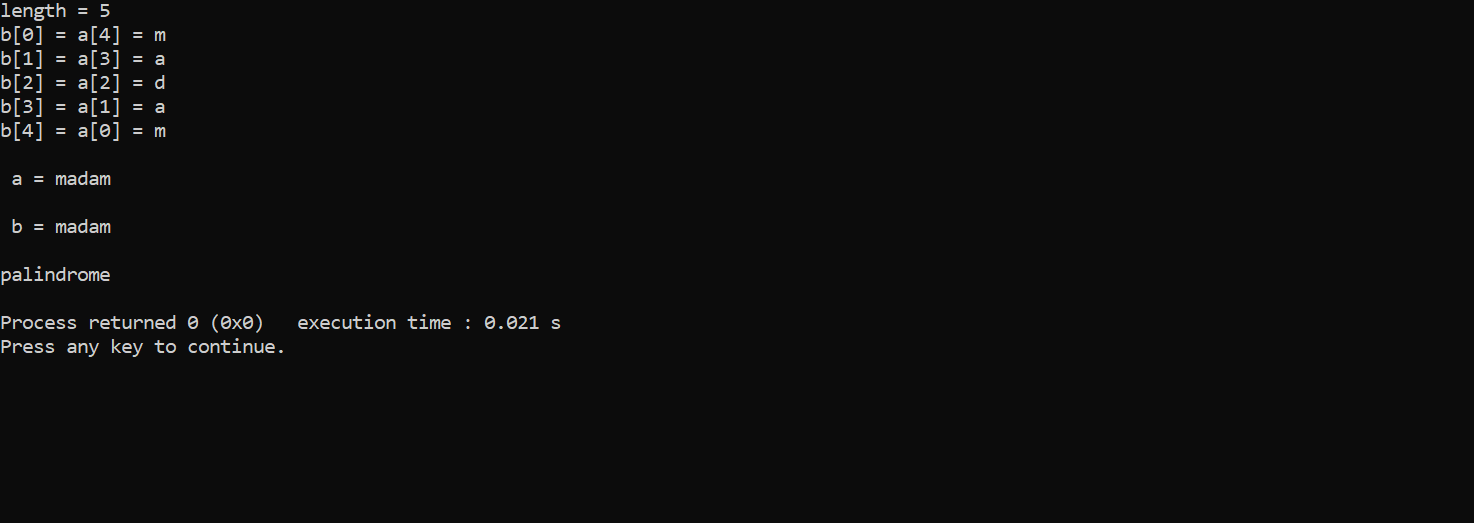 length = 5
b[0] = a[4] = m
b[1] = a[3] = a
b[2] = a[2] = d
b[3] = a[1] = a
b[4] = a[0] = m
 a = madam
 b = madam
palindrome
Process returned 0 (0x0)   execution time : 0.021 s
Press any key to continue.